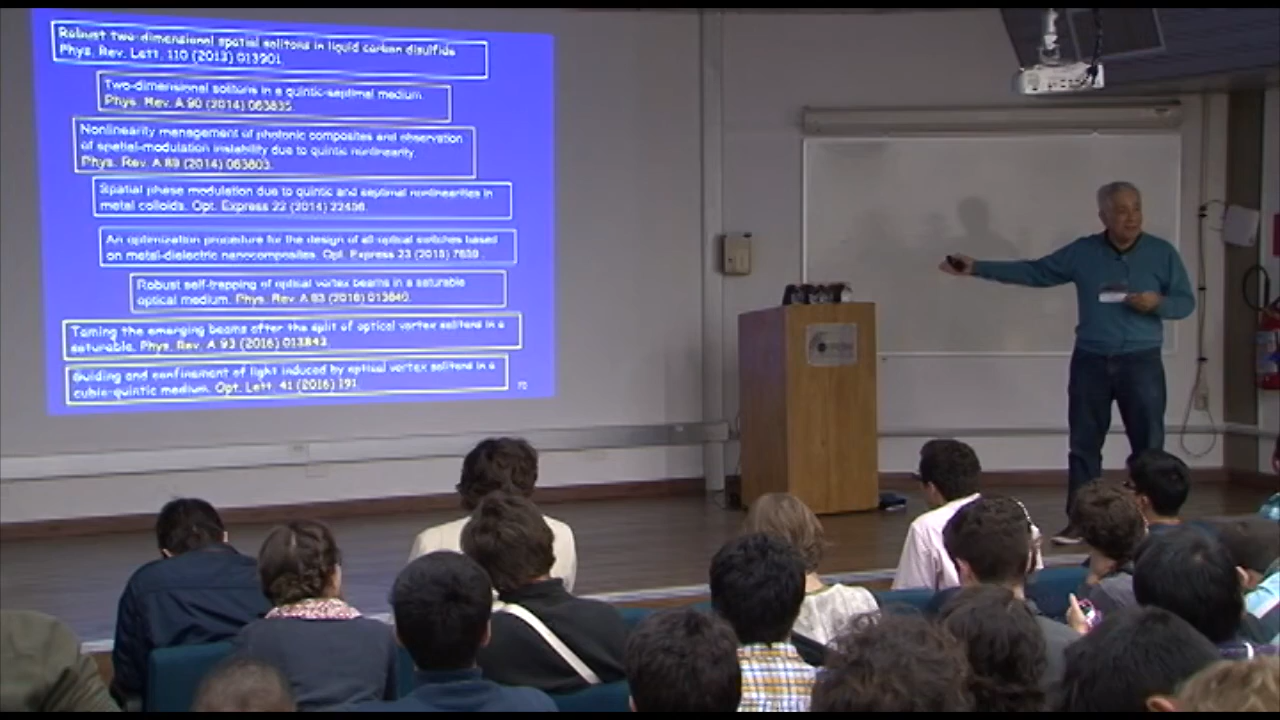 Robust two-dimensional spatial solitons in liquid carbon disulfide
Phys. Rev. Lett. 110 (2013) 013901
Two-dimensional solitons in a quintic-septimal medium.
Phys. Rev. A 90 (2014) 063835.
Nonlinearity management of photonic composites and observation
of spatial-modulation instability due to quintic nonlinearity.
Phys. Rev. A 89 (2014) 063803.
Spatial phase modulation due to quintic and septimal nonlinearities in
metal colloids. Opt. Express 22 (2014) 22456.
An optimization procedure for the design of all-optical switches based
on metal-dielectric nanocomposites. Opt. Express 23 (2015) 7659.
Robust self-trapping of optical vortex beams in a saturable
optical medium. Phys. Rev. A 93 (2016) 013840.
Taming the emerging beams after the split of optical vortex solitons in a
saturable. Phys. Rev. A 93 (2016) 013843
Guiding and confinement of light induced by optical vortex solitons in a
cubic-quintic medium. Opt. Lett. 41 (2016) 191.